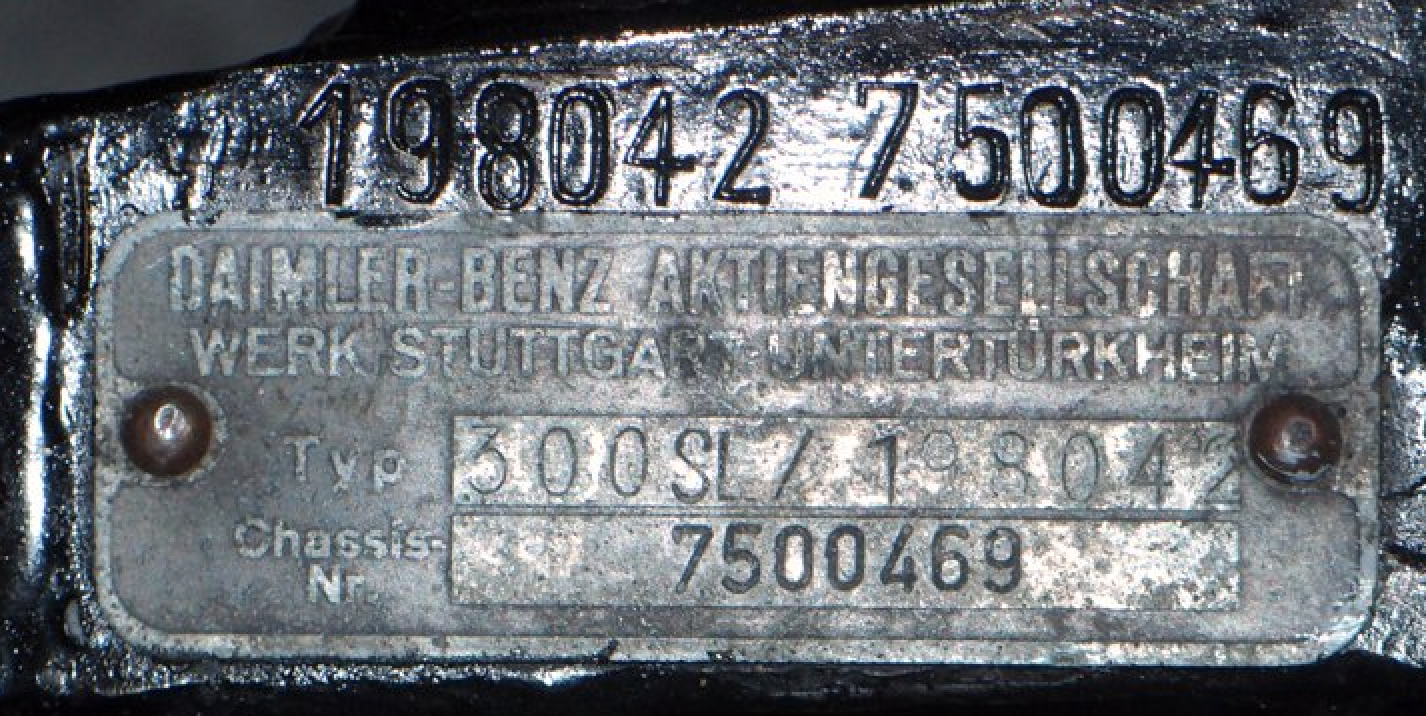 198042 7500469
DAIMLER-BENZ AKTIENGESELLSCHAFT
WERK STUTTGART-UNTERTÜRKHEIM
Typ 300SL/198042
Chassis- 7500469
Nr.